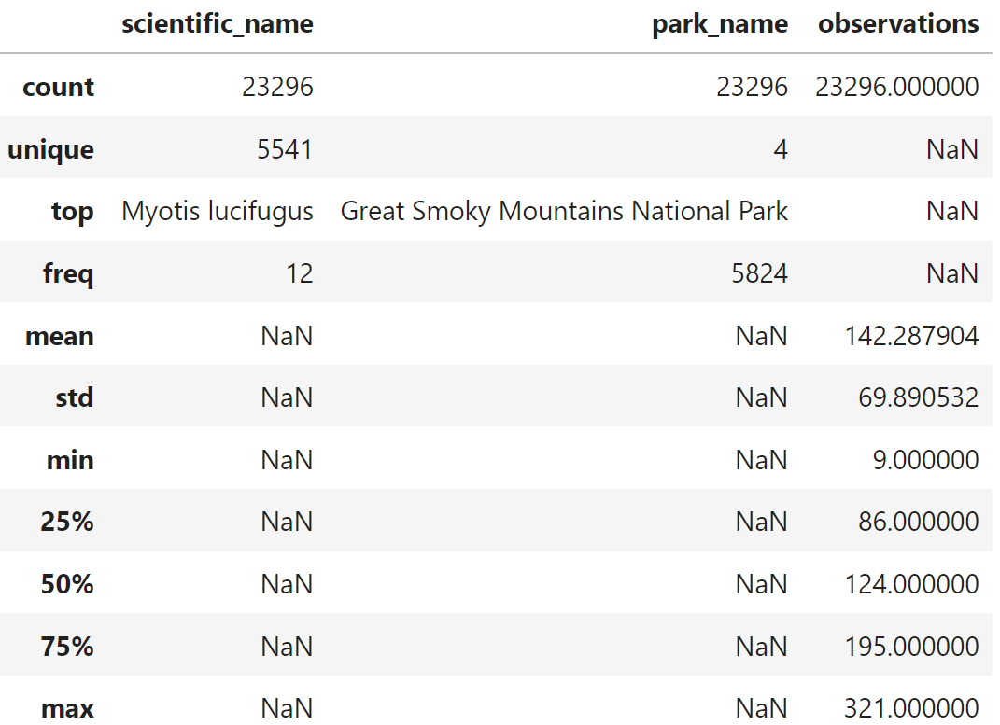 scientific_name park_name observations
count 23296 23296 23296.000000
unique 5541 4 NaN
top Myotis lucifugus Great Smoky Mountains National Park NaN
freq 12 5824 NaN
mean NaN NaN 142.287904
std NaN NaN 69.890532
min NaN NaN 9.000000
25% NaN NaN 86.000000
50% NaN NaN 124.000000
75% NaN NaN 195.000000
max NaN NaN 321.000000